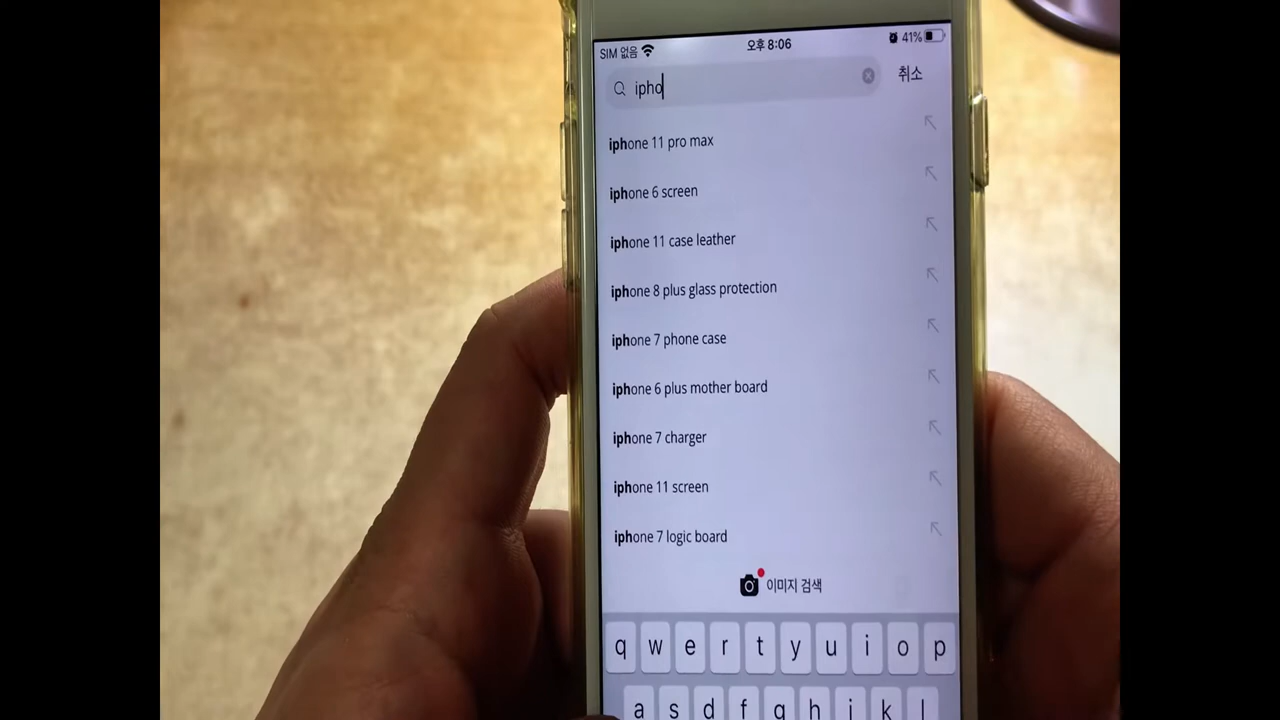 SIM 없음 오후 8:06 41%
ipho 취소
iphone 11 pro max
iphone 6 screen
iphone 11 case leather
iphone 8 plus glass protection
iphone 7 phone case
iphone 6 plus mother board
iphone 7 charger
iphone 11 screen
iphone 7 logic board
이미지 검색
q w e r t y u i o p
a s d f g h j k l